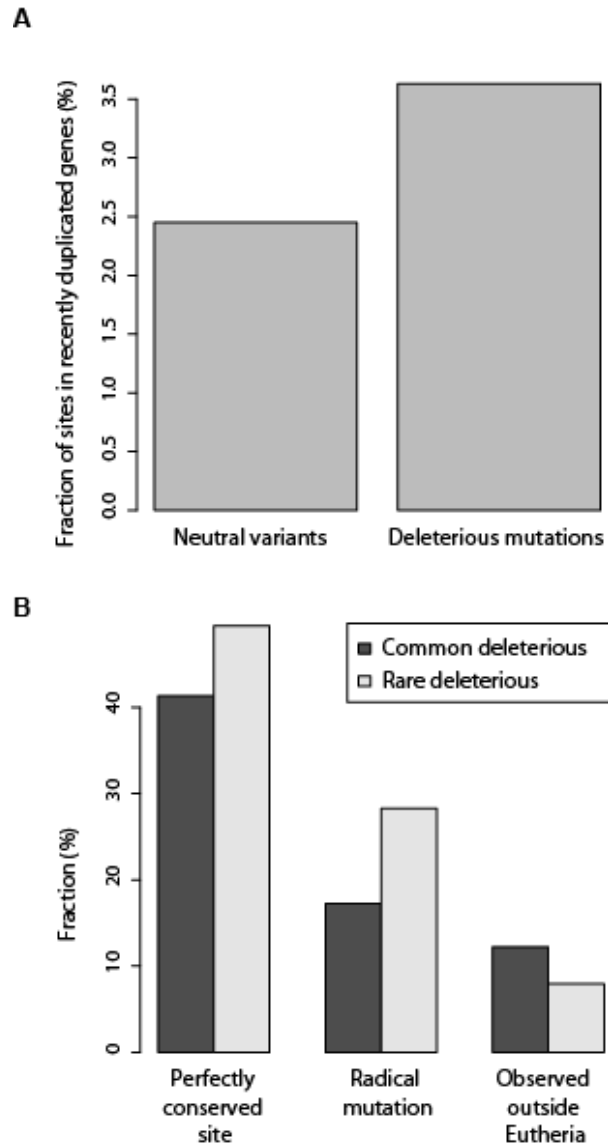 A
Fraction of sites in recently duplicated genes (%)
3.5
3.0
2.5
2.0
1.5
1.0
0.5
0.0
Neutral variants
Deleterious mutations
B
Common deleterious
Rare deleterious
Fraction (%)
40
30
20
10
0
Perfectly
conserved
site
Radical
mutation
Observed
outside
Eutheria